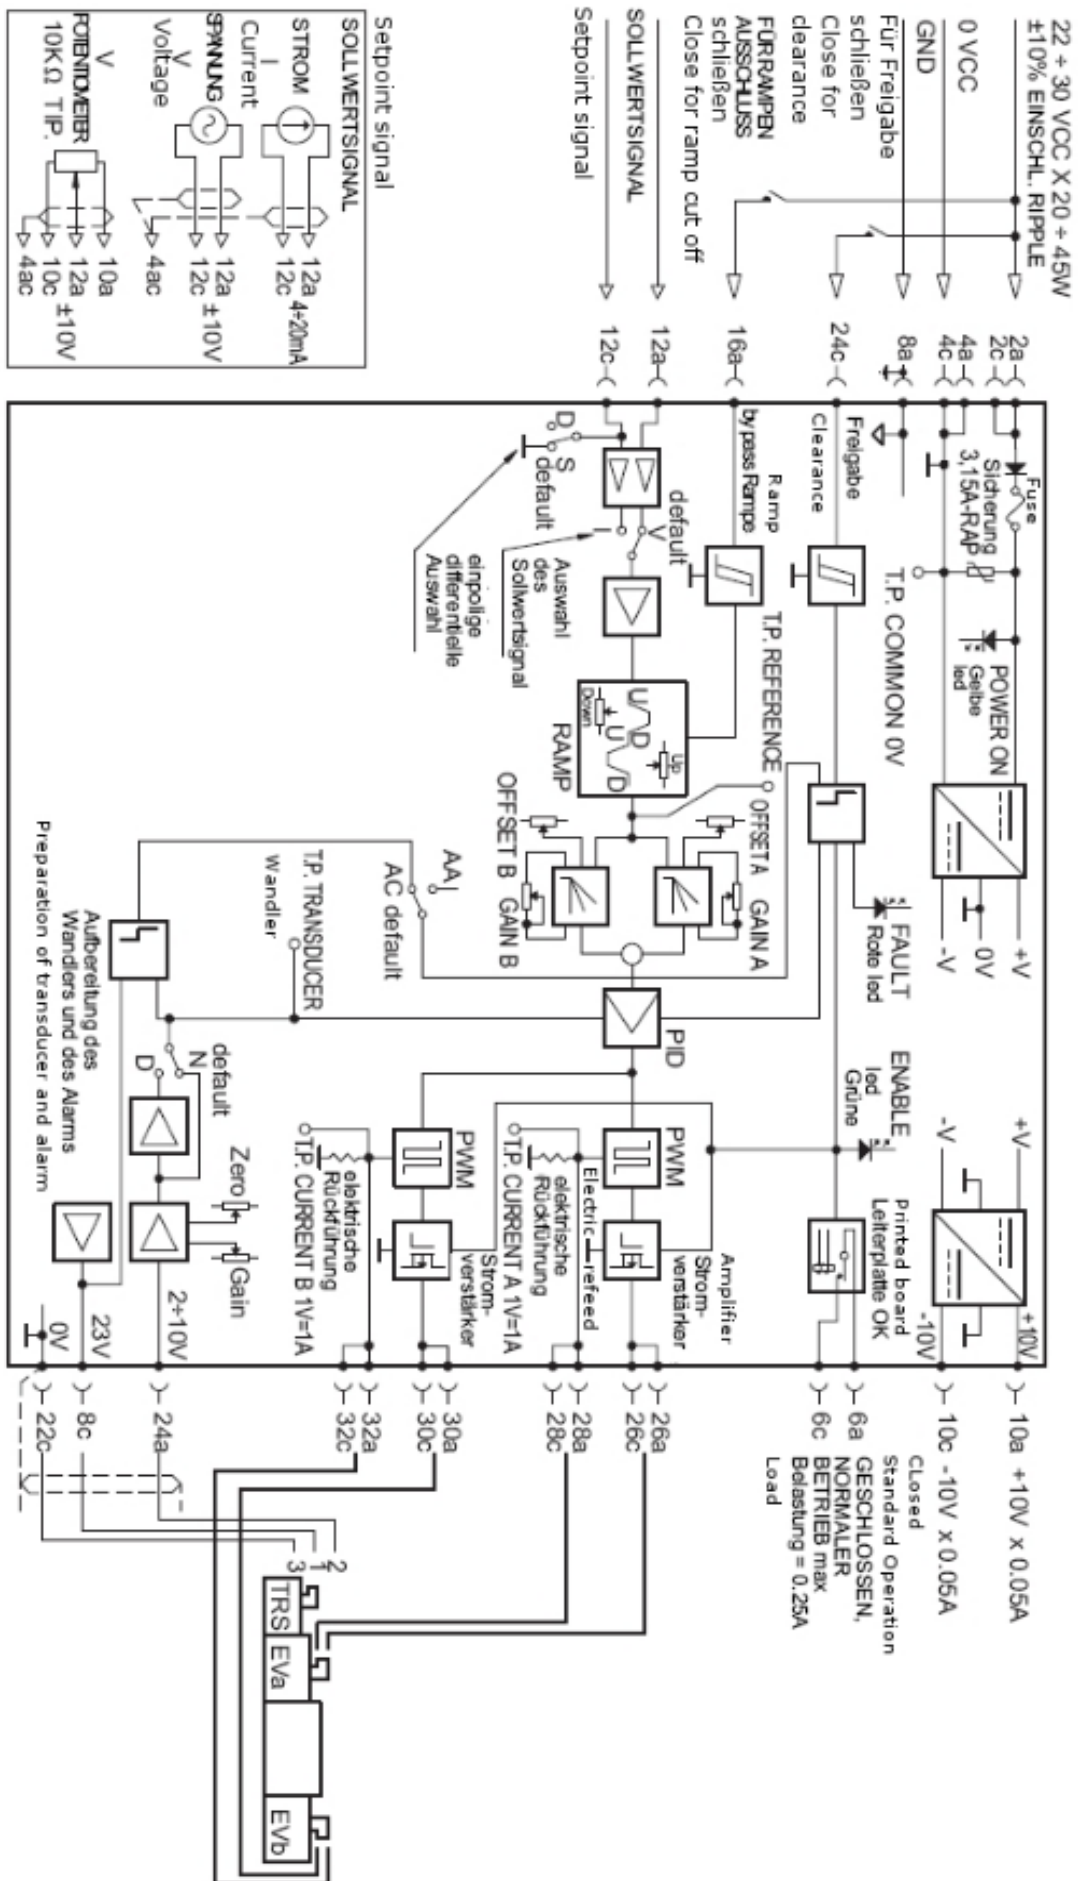 22 ÷ 30 VCC X 20 ÷ 45W
±10% EINSCHL. RIPPLE
0 VCC
GND
Für Freigabe
schließen
Close for
clearance
FÜR RAMPEN
AUSSCHLUSS
schließen
Close for ramp cut off
SOLLWERTSIGNAL
Setpoint signal
Setpoint signal
SOLLWERTSIGNAL
STROM
I
Current
SPANNUNG
V
Voltage
V
POTENTIOMETER
10KΩ TIP.
12a
12c
4÷20mA
12a
12c
±10V
4ac
10a
12a
10c
±10V
4ac
2a
2c
4a
4c
8a
24c
16a
12a
12c
Fuse
Sicherung
3,15A-RAP
T.P. COMMON 0V
POWER ON
Gelbe
led
+V
0V
-V
+V
-V
+10V
-10V
Freigabe
Clearance
Ramp
bypass Rampe
FAULT
Rote led
ENABLE
led
Grüne
Printed board
Leiterplatte OK
default
V
I
D
S
default
Auswahl
des
Sollwertsignal
einpolige
differentielle
Auswahl
T.P. REFERENCE
Up
U
D
U
D
Down
RAMP
OFFSET A
GAIN A
OFFSET B
GAIN B
PID
AA
AC default
T.P. TRANSDUCER
Wandler
PWM
Amplifier
Strom-
verstärker
Electric
refeed
elektrische
Rückführung
T.P. CURRENT A 1V=1A
PWM
Strom-
verstärker
elektrische
Rückführung
T.P. CURRENT B 1V=1A
default
N
D
Zero
Gain
Aufbereitung des
Wandlers und des Alarms
Preparation of transducer and alarm
2÷10V
23V
0V
10a +10V x 0.05A
10c -10V x 0.05A
6a
6c
CLosed
Standard Operation
GESCHLOSSEN,
NORMALER
BETRIEB max
Belastung = 0.25A
Load
26a
26c
28a
28c
30a
30c
32a
32c
24a
8c
22c
2
1
3
TRS
EVa
EVb